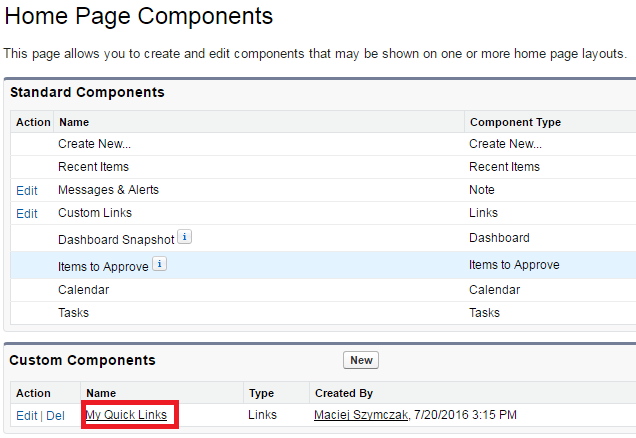 Home Page Components
This page allows you to create and edit components that may be shown on one or more home page layouts.
Standard Components
Action Name Component Type
Create New... Create New...
Recent Items Recent Items
Edit Messages & Alerts Note
Edit Custom Links Links
Dashboard Snapshot i Dashboard
Items to Approve i Items to Approve
Calendar Calendar
Tasks Tasks
Custom Components New
Action Name Type Created By
Edit | Del My Quick Links Links Maciej Szymczak, 7/20/2016 3:15 PM